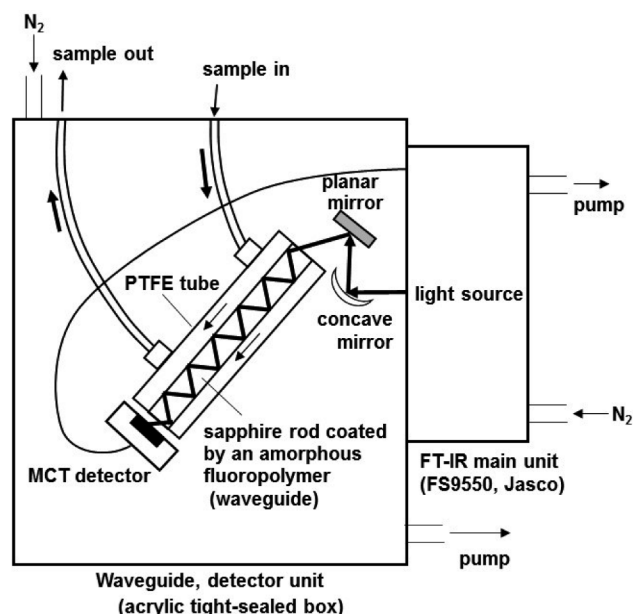 N2
sample out
sample in
planar
mirror
pump
PTFE tube
light source
concave
mirror
N2
sapphire rod coated
by an amorphous
fluoropolymer
(waveguide)
MCT detector
FT-IR main unit
(FS9550, Jasco)
pump
Waveguide, detector unit
(acrylic tight-sealed box)